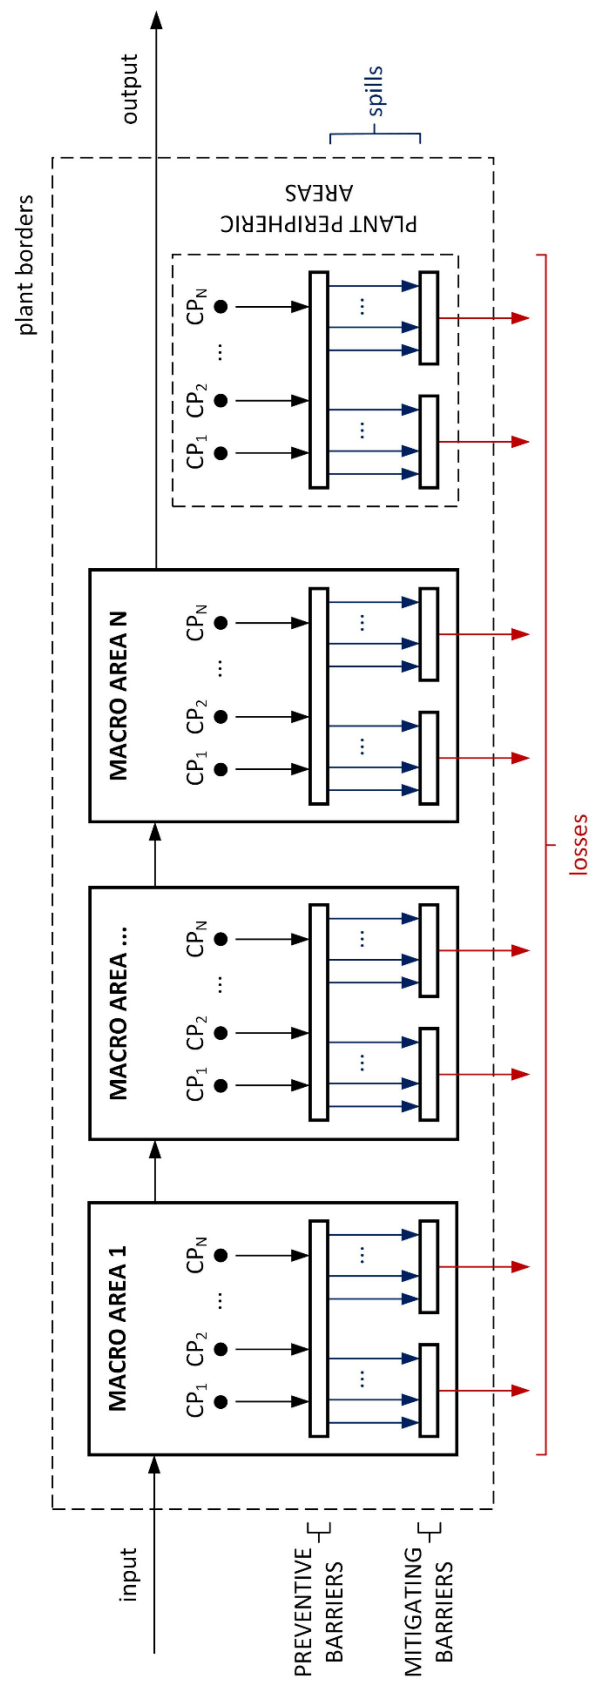 plant borders
input
output
MACRO AREA 1
CP1
CP2
...
CPN
...
...
MACRO AREA ...
CP1
CP2
...
CPN
...
...
MACRO AREA N
CP1
CP2
...
CPN
...
...
PLANT PERIPHERIC
AREAS
CP1
CP2
...
CPN
...
...
PREVENTIVE
BARRIERS
MITIGATING
BARRIERS
spills
losses